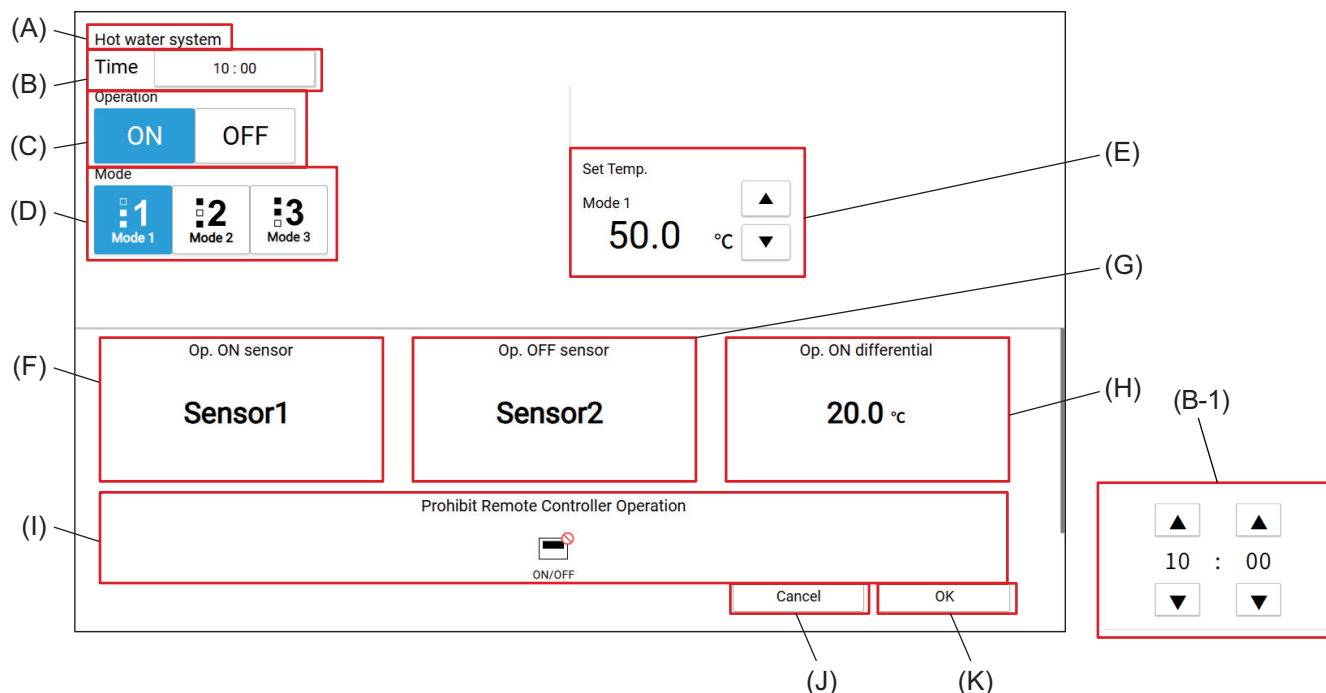 (A)
Hot water system
(B)
Time 10 : 00
(C)
Operation
ON OFF
(D)
Mode
1 2 3
Mode 1 Mode 2 Mode 3
(E)
Set Temp.
Mode 1
▲
50.0 °C ▼
(G)
(F)
Op. ON sensor
Sensor1
Op. OFF sensor
Sensor2
Op. ON differential
20.0 °C
(H)
(I)
Prohibit Remote Controller Operation
ON/OFF
Cancel OK
(J) (K)
(B-1)
▲ ▲
10 : 00
▼ ▼